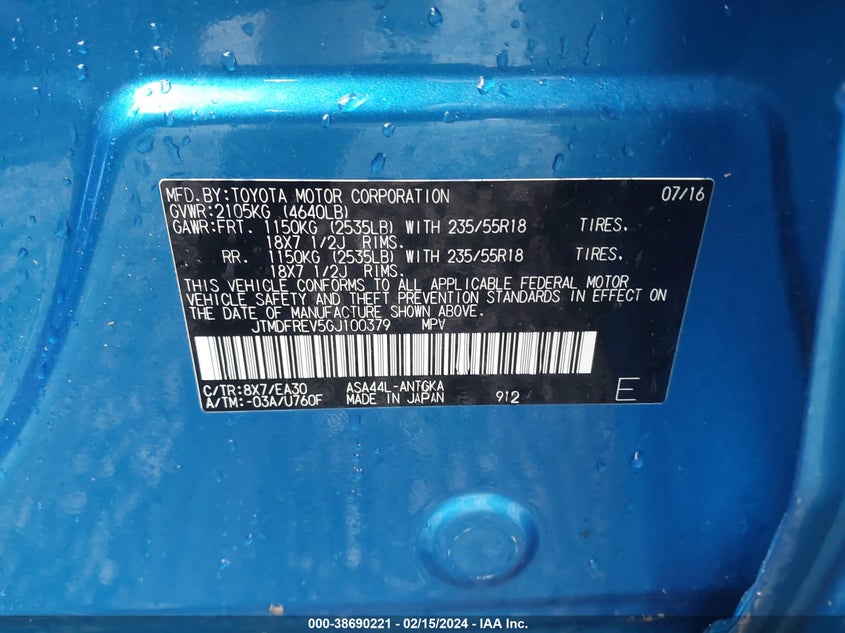 MFD.BY:TOYOTA MOTOR CORPORATION 07/16
GVWR:2105KG (4640LB)
GAWR:FRT. 1150KG (2535LB) WITH 235/55R18 TIRES.
18X7 1/2J RIMS.
RR. 1150KG (2535LB) WITH 235/55R18 TIRES.
18X7 1/2J RIMS.
THIS VEHICLE CONFORMS TO ALL APPLICABLE FEDERAL MOTOR
VEHICLE SAFETY AND THEFT PREVENTION STANDARDS IN EFFECT ON
THE DATE OF MANUFACTURE SHOWN ABOVE.
JTMDFREV5GJ100379 MPV
C/TR:8X7/EA30 ASA44L-ANTGKA
A/TM:-03A/U760F MADE IN JAPAN 912 E
000-38690221 - 02/15/2024 - IAA Inc.